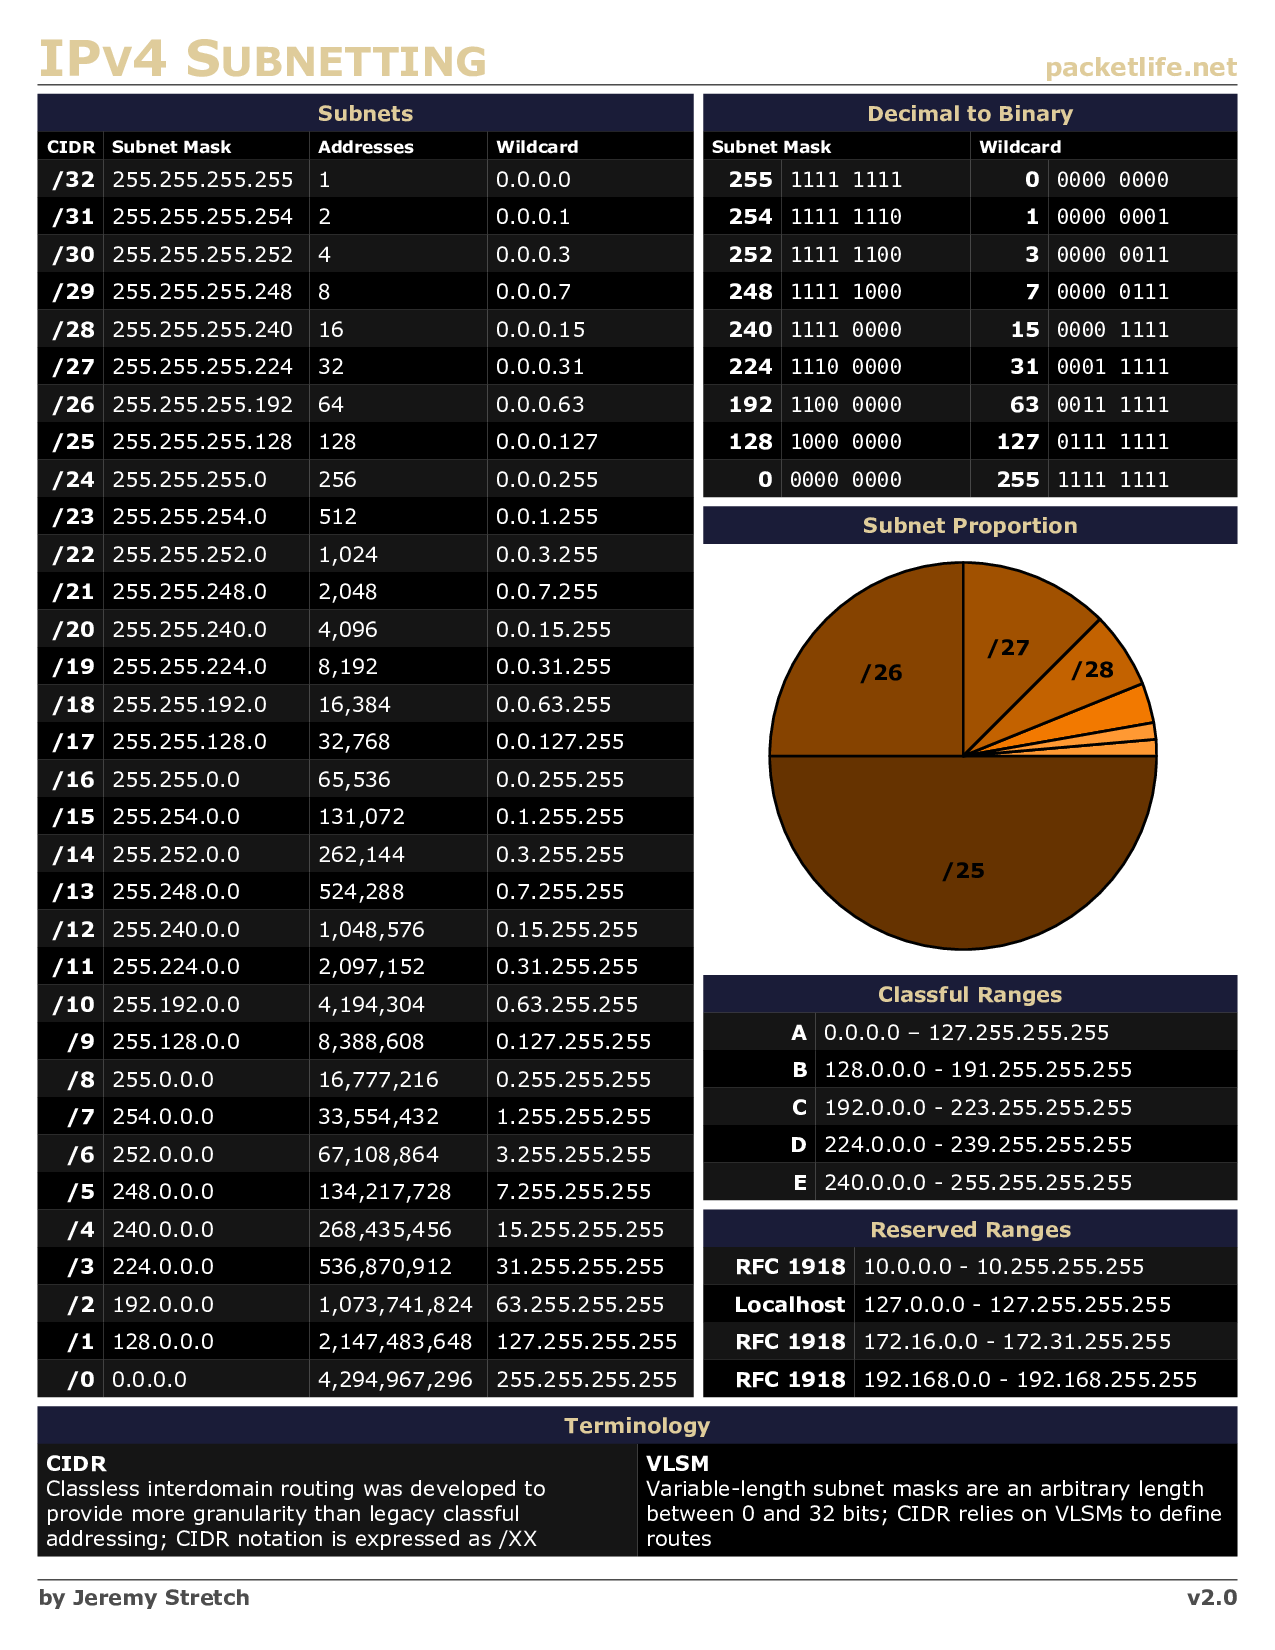 IPv4 Subnetting
packetlife.net
Subnets
CIDR Subnet Mask Addresses Wildcard
/32 255.255.255.255 1 0.0.0.0
/31 255.255.255.254 2 0.0.0.1
/30 255.255.255.252 4 0.0.0.3
/29 255.255.255.248 8 0.0.0.7
/28 255.255.255.240 16 0.0.0.15
/27 255.255.255.224 32 0.0.0.31
/26 255.255.255.192 64 0.0.0.63
/25 255.255.255.128 128 0.0.0.127
/24 255.255.255.0 256 0.0.0.255
/23 255.255.254.0 512 0.0.1.255
/22 255.255.252.0 1,024 0.0.3.255
/21 255.255.248.0 2,048 0.0.7.255
/20 255.255.240.0 4,096 0.0.15.255
/19 255.255.224.0 8,192 0.0.31.255
/18 255.255.192.0 16,384 0.0.63.255
/17 255.255.128.0 32,768 0.0.127.255
/16 255.255.0.0 65,536 0.0.255.255
/15 255.254.0.0 131,072 0.1.255.255
/14 255.252.0.0 262,144 0.3.255.255
/13 255.248.0.0 524,288 0.7.255.255
/12 255.240.0.0 1,048,576 0.15.255.255
/11 255.224.0.0 2,097,152 0.31.255.255
/10 255.192.0.0 4,194,304 0.63.255.255
/9 255.128.0.0 8,388,608 0.127.255.255
/8 255.0.0.0 16,777,216 0.255.255.255
/7 254.0.0.0 33,554,432 1.255.255.255
/6 252.0.0.0 67,108,864 3.255.255.255
/5 248.0.0.0 134,217,728 7.255.255.255
/4 240.0.0.0 268,435,456 15.255.255.255
/3 224.0.0.0 536,870,912 31.255.255.255
/2 192.0.0.0 1,073,741,824 63.255.255.255
/1 128.0.0.0 2,147,483,648 127.255.255.255
/0 0.0.0.0 4,294,967,296 255.255.255.255
Decimal to Binary
Subnet Mask Wildcard
255 1111 1111 0 0000 0000
254 1111 1110 1 0000 0001
252 1111 1100 3 0000 0011
248 1111 1000 7 0000 0111
240 1111 0000 15 0000 1111
224 1110 0000 31 0001 1111
192 1100 0000 63 0011 1111
128 1000 0000 127 0111 1111
0 0000 0000 255 1111 1111
Subnet Proportion
/27
/28
/26
/25
Classful Ranges
A 0.0.0.0 – 127.255.255.255
B 128.0.0.0 - 191.255.255.255
C 192.0.0.0 - 223.255.255.255
D 224.0.0.0 - 239.255.255.255
E 240.0.0.0 - 255.255.255.255
Reserved Ranges
RFC 1918 10.0.0.0 - 10.255.255.255
Localhost 127.0.0.0 - 127.255.255.255
RFC 1918 172.16.0.0 - 172.31.255.255
RFC 1918 192.168.0.0 - 192.168.255.255
Terminology
CIDR
Classless interdomain routing was developed to
provide more granularity than legacy classful
addressing; CIDR notation is expressed as /XX
VLSM
Variable-length subnet masks are an arbitrary length
between 0 and 32 bits; CIDR relies on VLSMs to define
routes
by Jeremy Stretch
v2.0